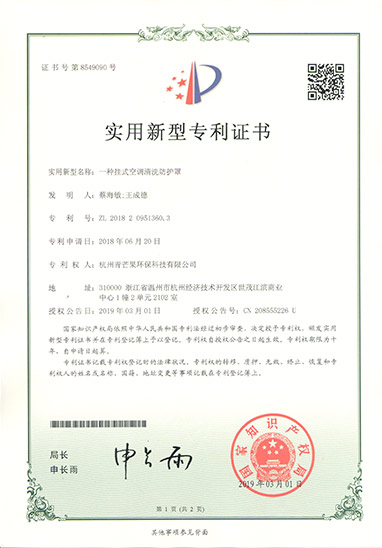 证书号第8549090号
实用新型专利证书
实用新型名称：一种挂式空调清洗防护罩
发 明 人：蔡海敏;王成德
专 利 号：ZL 2018 2 0951360.3
专利申请日：2018年06月20日
专 利 权 人：杭州青芒果环保科技有限公司
地 址：310000 浙江省温州市杭州经济技术开发区世茂江滨商业
中心1幢2单元2102室
授权公告日：2019年03月01日 授权公告号：CN 208555226 U
国家知识产权局依照中华人民共和国专利法经过初步审查，决定授予专利权，颁发实用
新型专利证书并在专利登记簿上予以登记。专利权自授权公告之日起生效。专利权期限为十
年，自申请日起算。
专利证书记载专利权登记时的法律状况。专利权的转移、质押、无效、终止、恢复和专
利权人的姓名或名称、国籍、地址变更等事项记载在专利登记簿上。
局长
申长雨
申长雨
国家知识产权局
2019年03月01日
第 1 页 (共 2 页)
其他事项参见背面